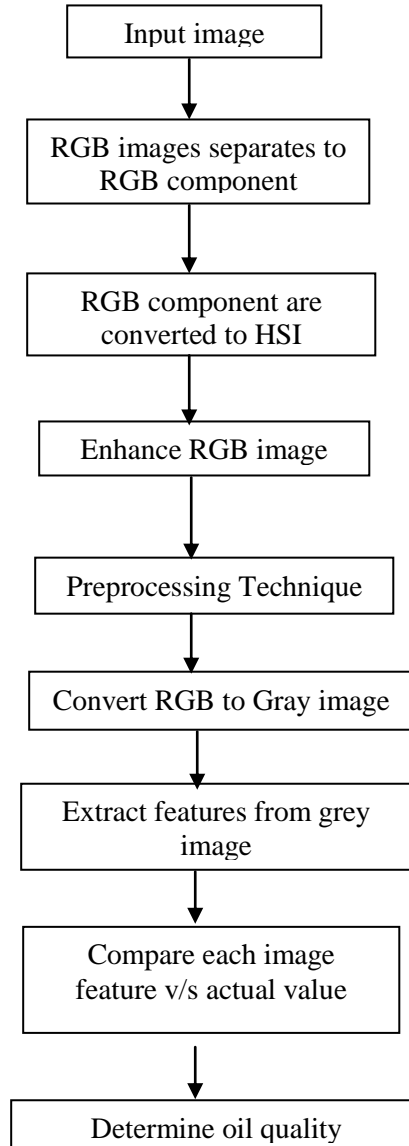 Input image
RGB images separates to
RGB component
RGB component are
converted to HSI
Enhance RGB image
Preprocessing Technique
Convert RGB to Gray image
Extract features from grey
image
Compare each image
feature v/s actual value
Determine oil quality